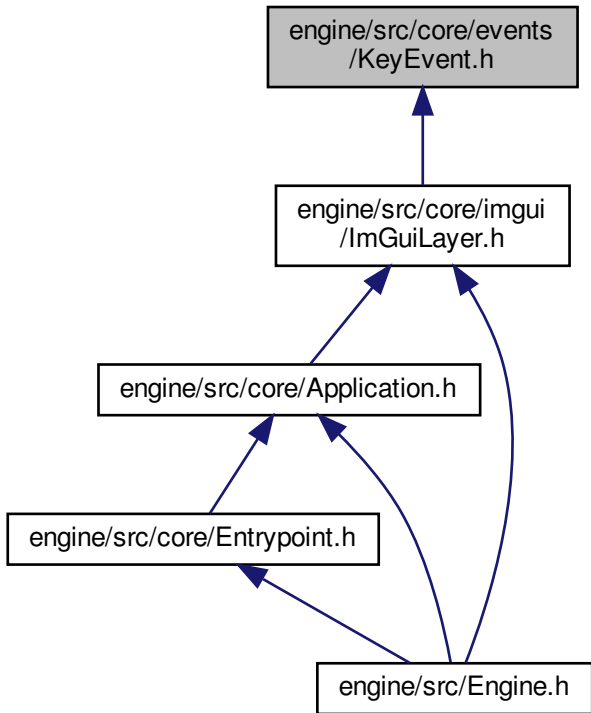 engine/src/core/events
/KeyEvent.h
engine/src/core/imgui
/ImGuiLayer.h
engine/src/core/Application.h
engine/src/core/Entrypoint.h
engine/src/Engine.h